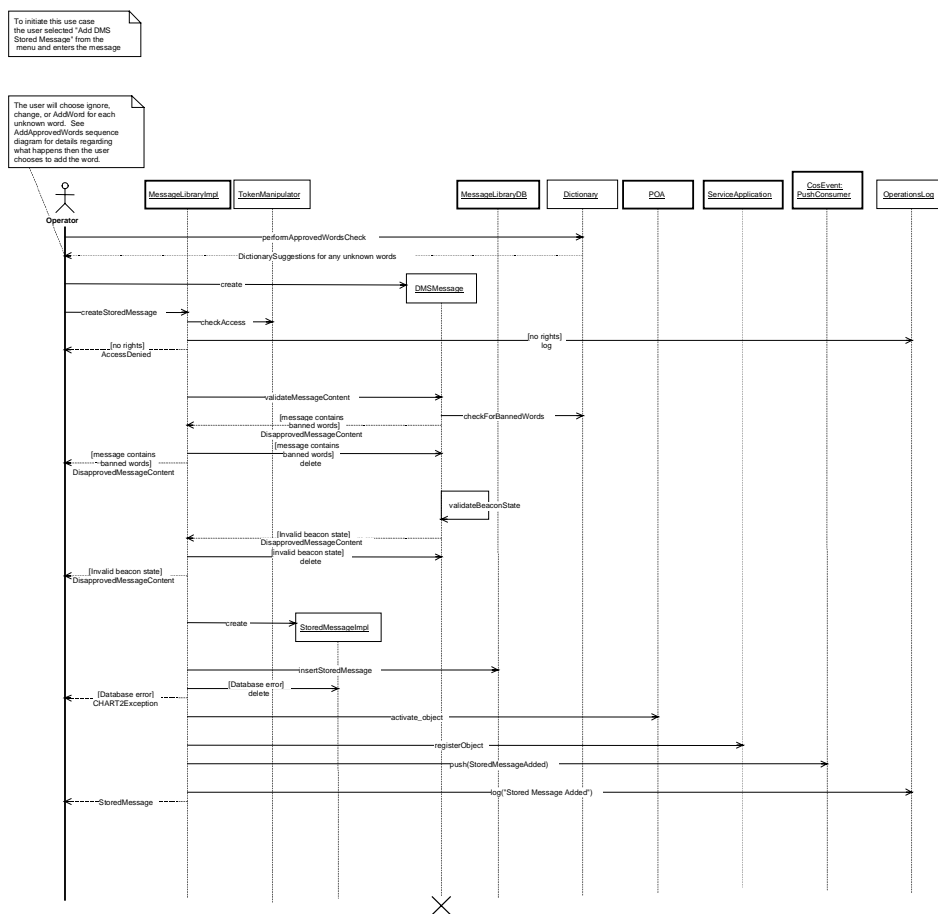 To initiate this use case
the user selected "Add DMS
Stored Message" from the
menu and enters the message
The user will choose ignore,
change, or AddWord for each
unknown word. See
AddApprovedWords sequence
diagram for details regarding
what happens then the user
chooses to add the word.
Operator
MessageLibraryImpl
TokenManipulator
MessageLibraryDB
Dictionary
POA
ServiceApplication
CosEvent:
PushConsumer
OperationsLog
performApprovedWordsCheck
DictionarySuggestions for any unknown words
create
DMSMessage
createStoredMessage
checkAccess
[no rights]
log
[no rights]
AccessDenied
validateMessageContent
checkForBannedWords
[message contains
banned words]
DisapprovedMessageContent
[message contains
banned words]
delete
[message contains
banned words]
DisapprovedMessageContent
validateBeaconState
[Invalid beacon state]
DisapprovedMessageContent
[invalid beacon state]
delete
[Invalid beacon state]
DisapprovedMessageContent
create
StoredMessageImpl
insertStoredMessage
[Database error]
delete
[Database error]
CHART2Exception
activate_object
registerObject
push(StoredMessageAdded)
log("Stored Message Added")
StoredMessage